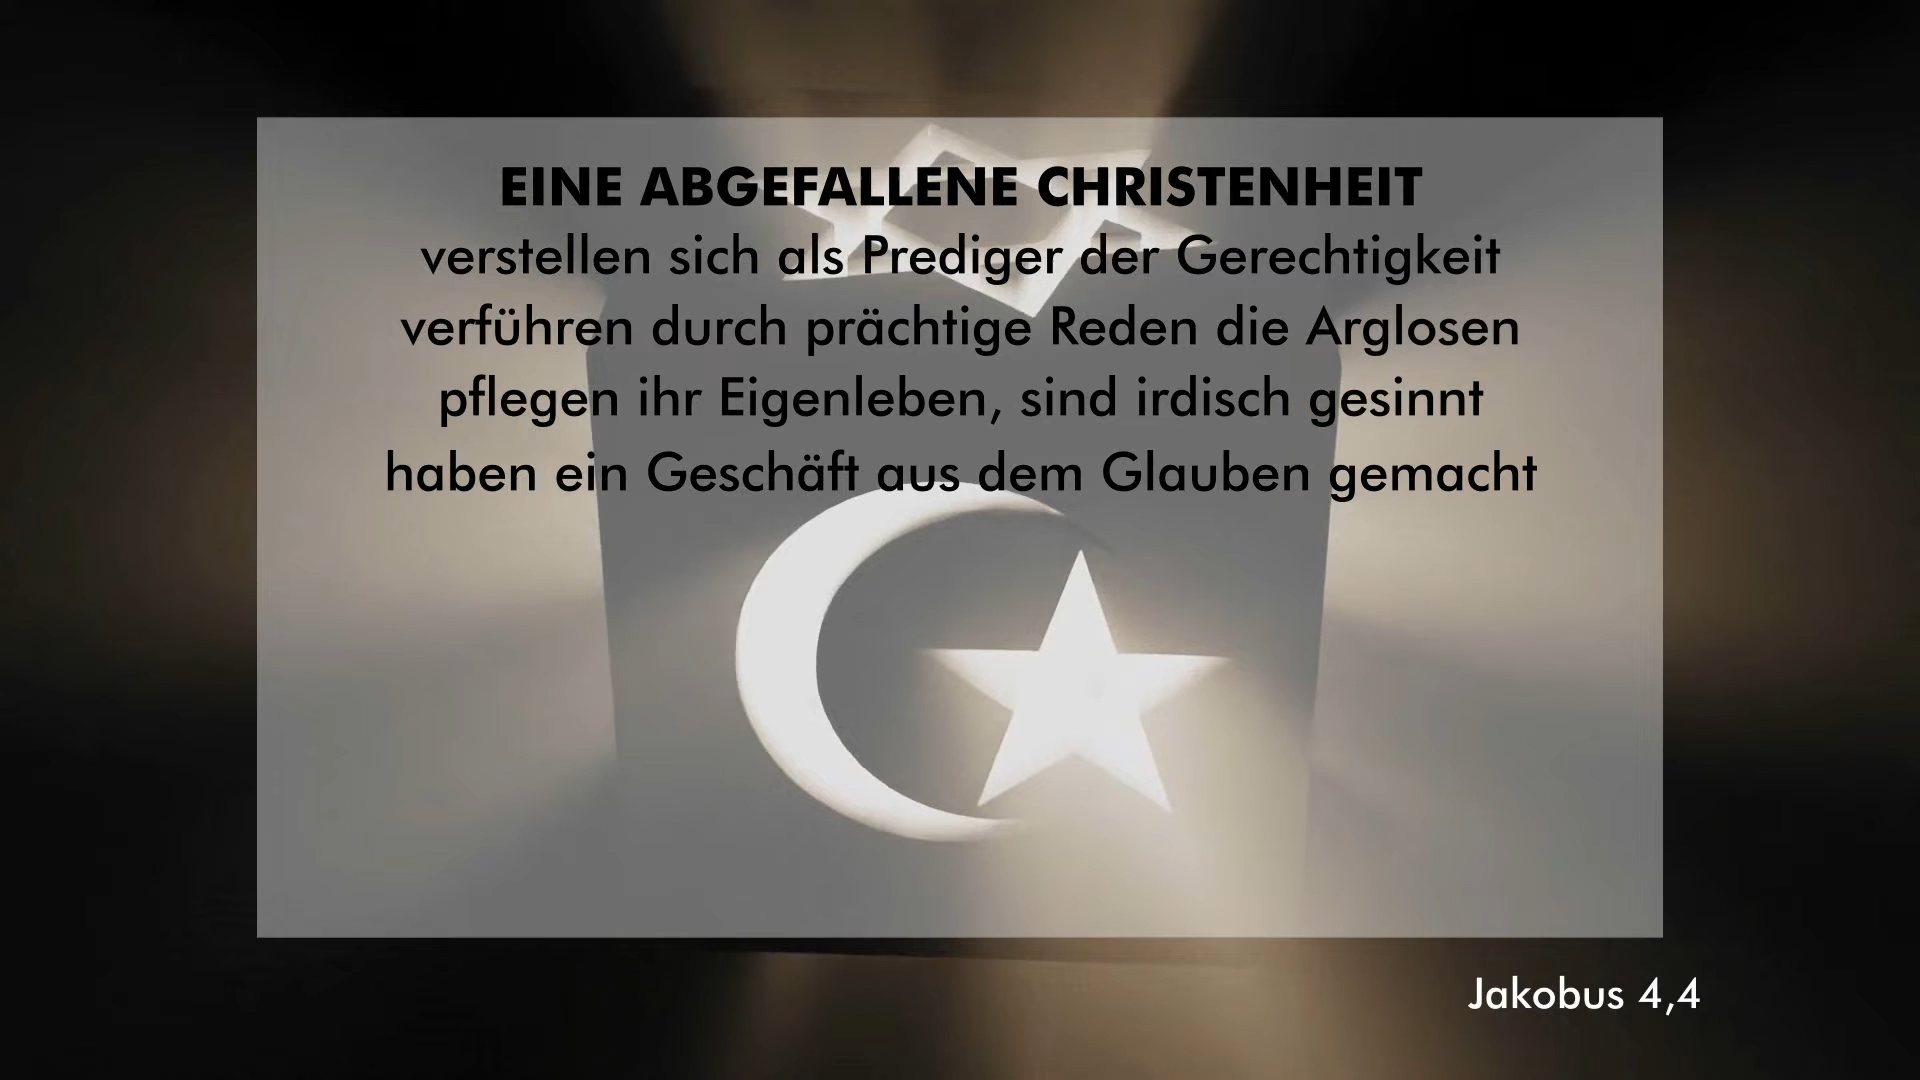 EINE ABGEFALLENE CHRISTENHEIT
verstellen sich als Prediger der Gerechtigkeit
verführen durch prächtige Reden die Arglosen
pflegen ihr Eigenleben, sind irdisch gesinnt
haben ein Geschäft aus dem Glauben gemacht
Jakobus 4,4